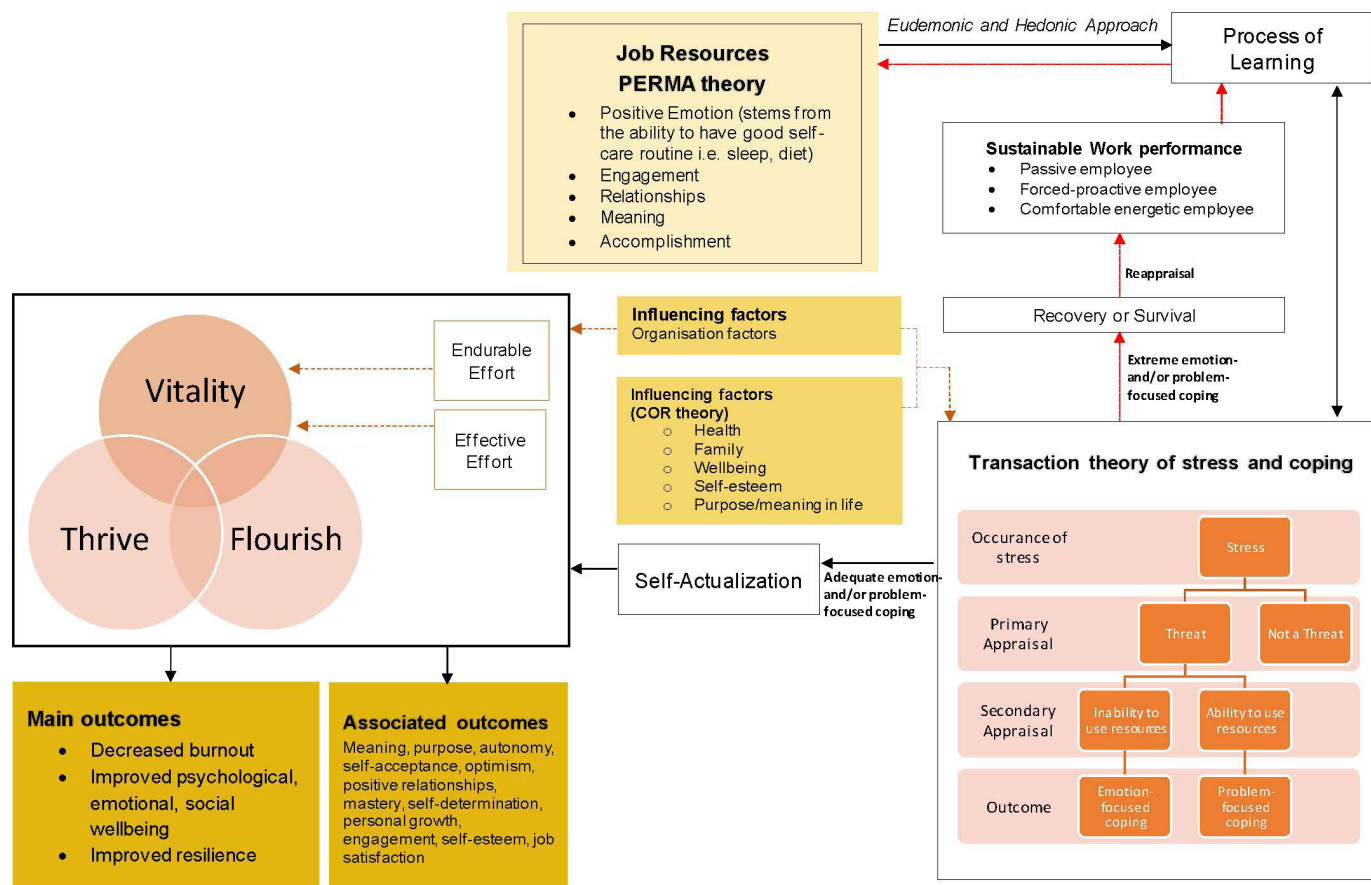 Job Resources
PERMA theory
● Positive Emotion (stems from
the ability to have good self-
care routine i.e. sleep, diet)
● Engagement
● Relationships
● Meaning
● Accomplishment
Eudemonic and Hedonic Approach
Process of
Learning
Sustainable Work performance
● Passive employee
● Forced-proactive employee
● Comfortable energetic employee
Reappraisal
Recovery or Survival
Extreme emotion-
and/or problem-
focused coping
Vitality
Thrive
Flourish
Endurable
Effort
Effective
Effort
Influencing factors
Organisation factors
Influencing factors
(COR theory)
o Health
o Family
o Wellbeing
o Self-esteem
o Purpose/meaning in life
Self-Actualization
Adequate emotion-
and/or problem-
focused coping
Transaction theory of stress and coping
Occurance of
stress
Stress
Primary
Appraisal
Threat
Not a Threat
Secondary
Appraisal
Inability to
use resources
Ability to use
resources
Outcome
Emotion-
focused
coping
Problem-
focused
coping
Main outcomes
● Decreased burnout
● Improved psychological,
emotional, social
wellbeing
● Improved resilience
Associated outcomes
Meaning, purpose, autonomy,
self-acceptance, optimism,
positive relationships,
mastery, self-determination,
personal growth,
engagement, self-esteem, job
satisfaction